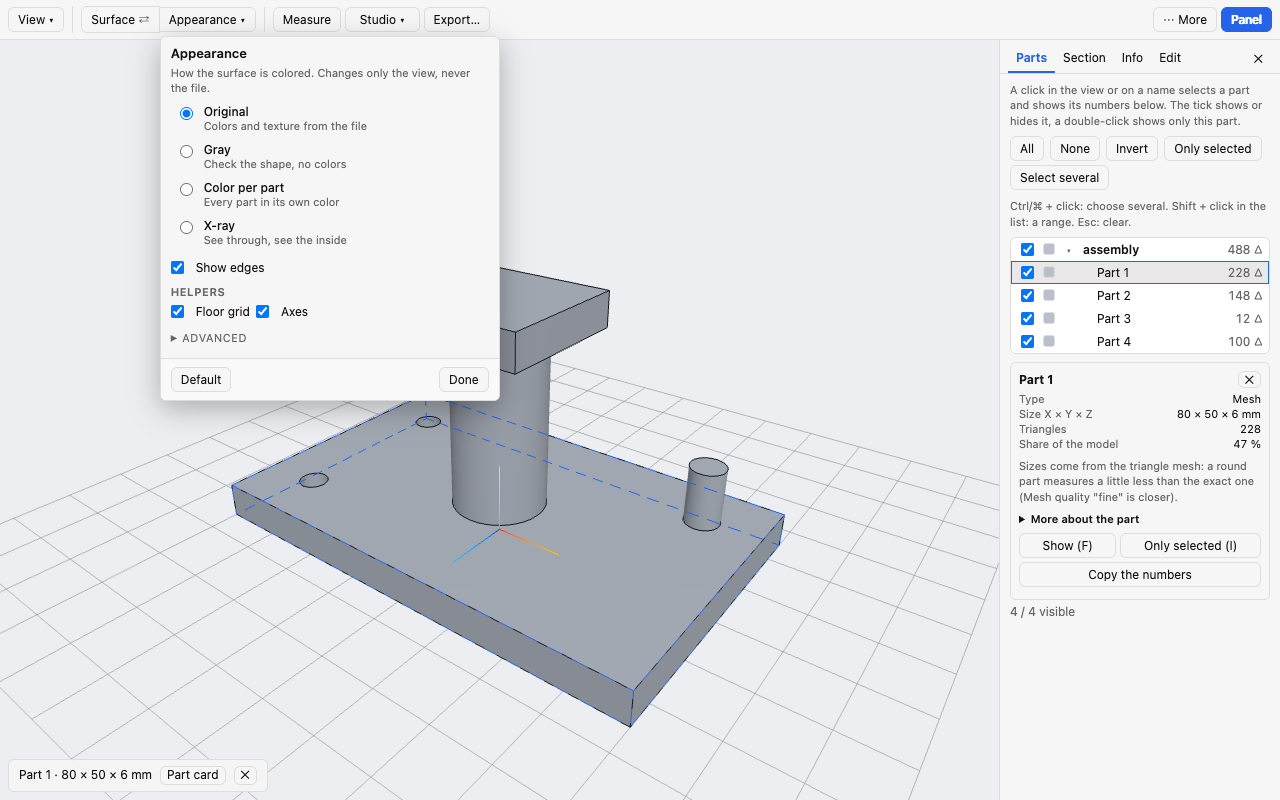 View ▾
Surface ⇄
Appearance ▾
Measure
Studio ▾
Export...
··· More
Panel
Appearance
How the surface is colored. Changes only the view, never
the file.
Original
Colors and texture from the file
Gray
Check the shape, no colors
Color per part
Every part in its own color
X-ray
See through, see the inside
Show edges
HELPERS
Floor grid
Axes
▶ ADVANCED
Default
Done
Parts
Section
Info
Edit
✕
A click in the view or on a name selects a part
and shows its numbers below. The tick shows or
hides it, a double-click shows only this part.
All
None
Invert
Only selected
Select several
Ctrl/⌘ + click: choose several. Shift + click in the
list: a range. Esc: clear.
▾ assembly 488 Δ
Part 1 228 Δ
Part 2 148 Δ
Part 3 12 Δ
Part 4 100 Δ
Part 1 ✕
Type Mesh
Size X × Y × Z 80 × 50 × 6 mm
Triangles 228
Share of the model 47 %
Sizes come from the triangle mesh: a round
part measures a little less than the exact one
(Mesh quality "fine" is closer).
▶ More about the part
Show (F)
Only selected (I)
Copy the numbers
4 / 4 visible
Part 1 · 80 × 50 × 6 mm
Part card
✕